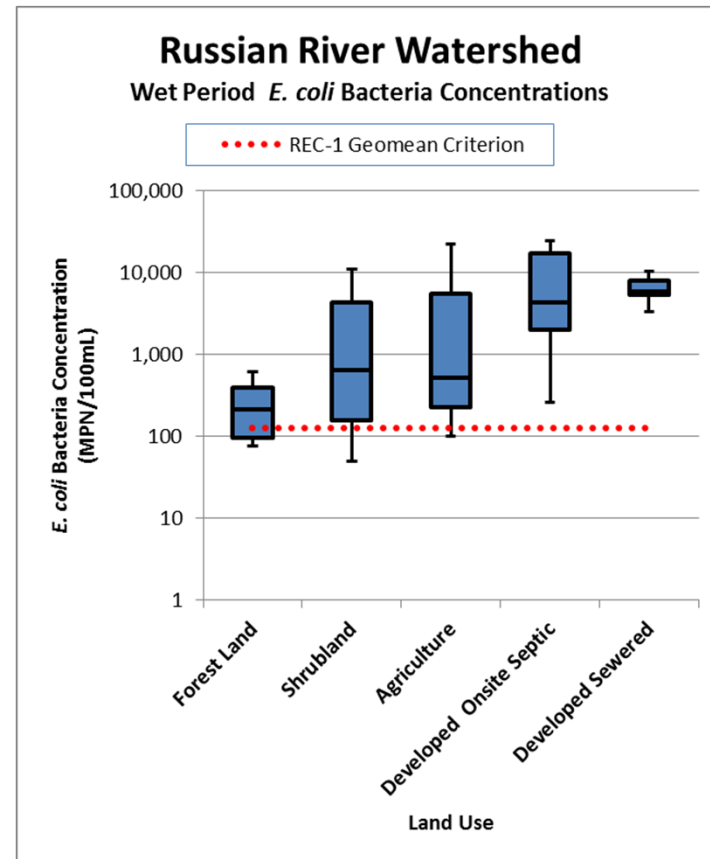 Russian River Watershed
Wet Period E. coli Bacteria Concentrations
REC-1 Geomean Criterion
100,000
10,000
1,000
100
10
1
E. coli Bacteria Concentration
(MPN/100mL)
Forest Land
Shrubland
Agriculture
Developed Onsite Septic
Developed Sewered
Land Use